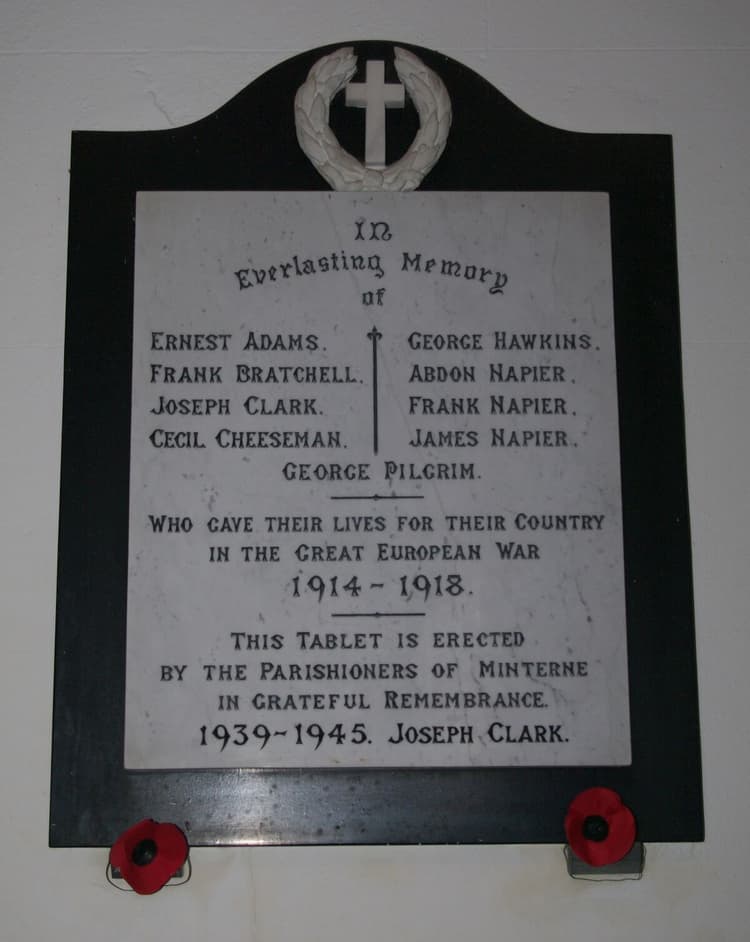 In
Everlasting Memory
of
ERNEST ADAMS. GEORGE HAWKINS.
FRANK BRATCHELL. ABDON NAPIER.
JOSEPH CLARK. FRANK NAPIER.
CECIL CHEESEMAN. JAMES NAPIER.
GEORGE PILGRIM.
WHO GAVE THEIR LIVES FOR THEIR COUNTRY
IN THE GREAT EUROPEAN WAR
1914-1918.
THIS TABLET IS ERECTED
BY THE PARISHIONERS OF MINTERNE
IN GRATEFUL REMEMBRANCE.
1939-1945. JOSEPH CLARK.